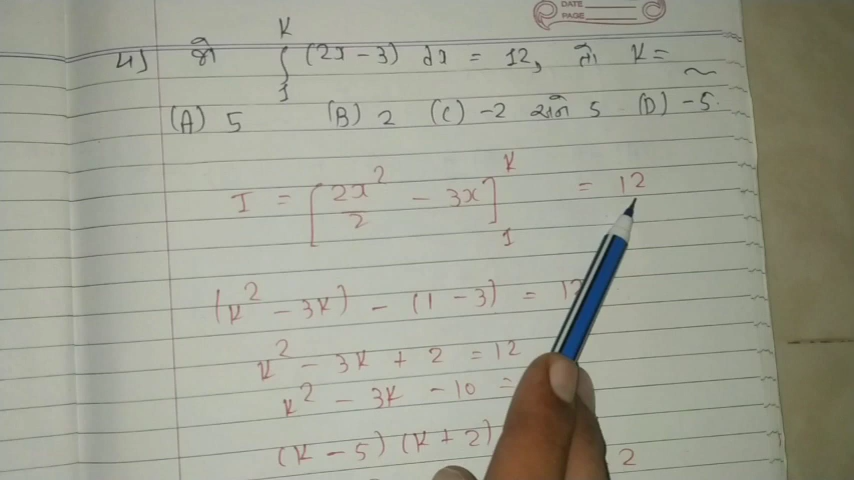 DATE
PAGE
4) જો ∫₁ᴷ (2x - 3) dx = 12, તો K = ~
(A) 5 (B) 2 (C) -2 અને 5 (D) -5.
I = [2x²/2 - 3x]₁ᴷ = 12
(K² - 3K) - (1 - 3) = 12
K² - 3K + 2 = 12
K² - 3K - 10 =
(K - 5) (K + 2)
2